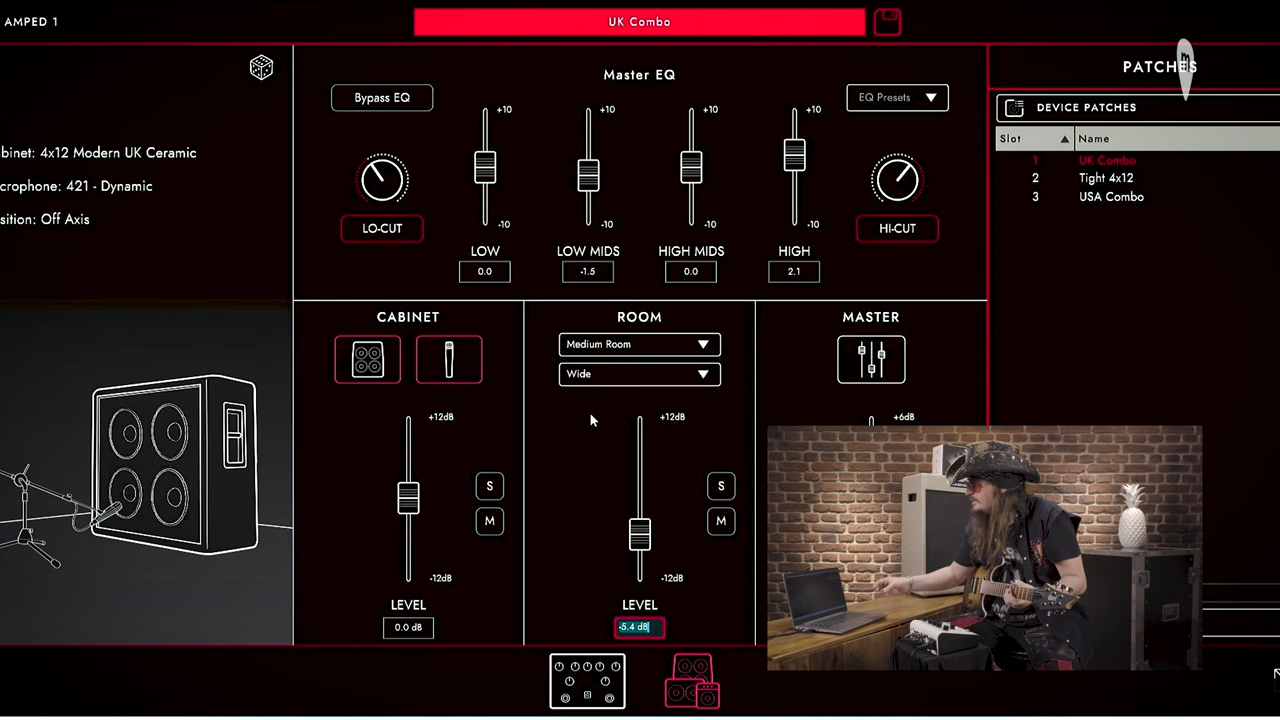 AMPED 1
UK Combo
Master EQ
PATCHES
Bypass EQ
EQ Presets
+10
+10
+10
+10
DEVICE PATCHES
Slot
Name
1 UK Combo
2 Tight 4x12
3 USA Combo
binet: 4x12 Modern UK Ceramic
crophone: 421 - Dynamic
sition: Off Axis
-10
-10
-10
-10
LO-CUT
HI-CUT
LOW
LOW MIDS
HIGH MIDS
HIGH
0.0
-1.5
0.0
2.1
CABINET
ROOM
MASTER
Medium Room
Wide
+12dB
+12dB
+6dB
S
S
M
M
-12dB
-12dB
LEVEL
LEVEL
0.0 dB
-5.4 dB